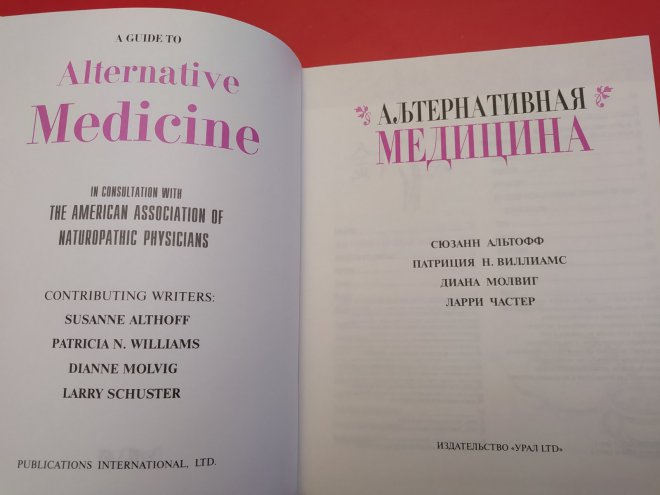 A GUIDE TO
Alternative
Medicine
IN CONSULTATION WITH
THE AMERICAN ASSOCIATION OF
NATUROPATHIC PHYSICIANS
CONTRIBUTING WRITERS:
SUSANNE ALTHOFF
PATRICIA N. WILLIAMS
DIANNE MOLVIG
LARRY SCHUSTER
PUBLICATIONS INTERNATIONAL, LTD.
АЛЬТЕРНАТИВНАЯ
МЕДИЦИНА
СЮЗАНН АЛЬТОФФ
ПАТРИЦИЯ Н. ВИЛЛИАМС
ДИАНА МОЛВИГ
ЛАРРИ ЧАСТЕР
ИЗДАТЕЛЬСТВО «УРАЛ LTD»